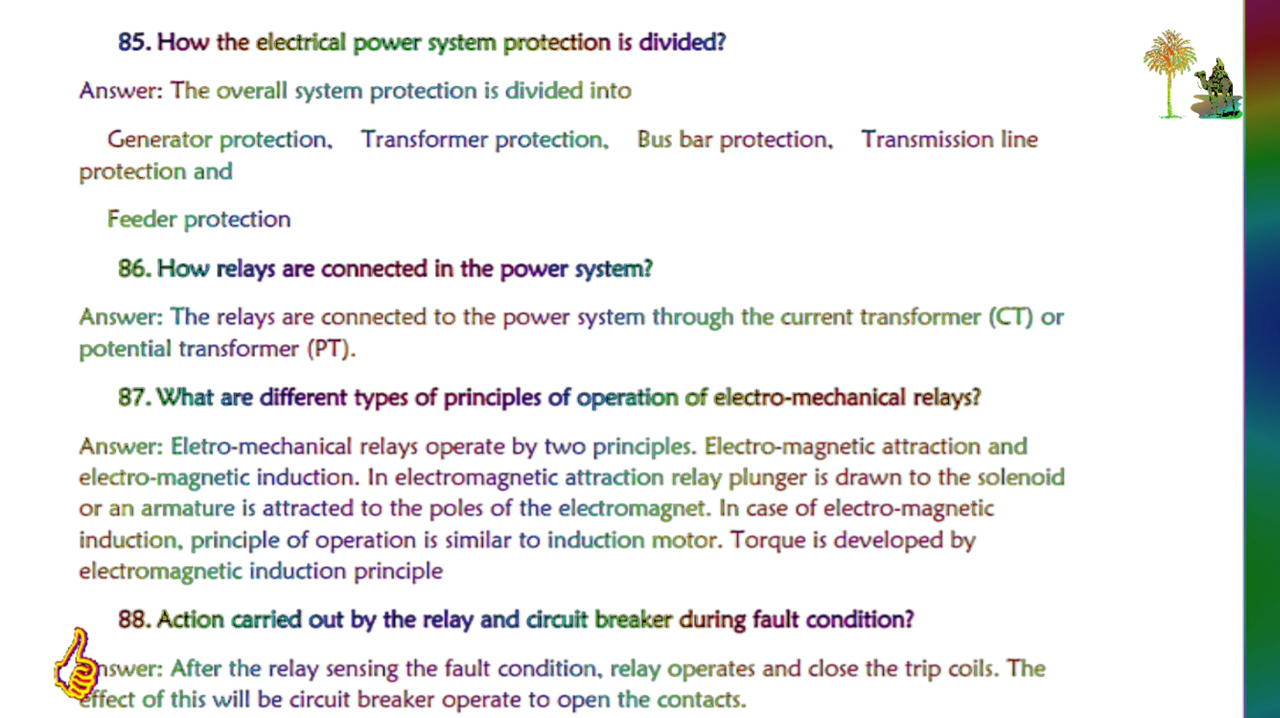 85. How the electrical power system protection is divided?
Answer: The overall system protection is divided into
Generator protection, Transformer protection, Bus bar protection, Transmission line
protection and
Feeder protection
86. How relays are connected in the power system?
Answer: The relays are connected to the power system through the current transformer (CT) or
potential transformer (PT).
87. What are different types of principles of operation of electro-mechanical relays?
Answer: Eletro-mechanical relays operate by two principles. Electro-magnetic attraction and
electro-magnetic induction. In electromagnetic attraction relay plunger is drawn to the solenoid
or an armature is attracted to the poles of the electromagnet. In case of electro-magnetic
induction, principle of operation is similar to induction motor. Torque is developed by
electromagnetic induction principle
88. Action carried out by the relay and circuit breaker during fault condition?
Answer: After the relay sensing the fault condition, relay operates and close the trip coils. The
effect of this will be circuit breaker operate to open the contacts.